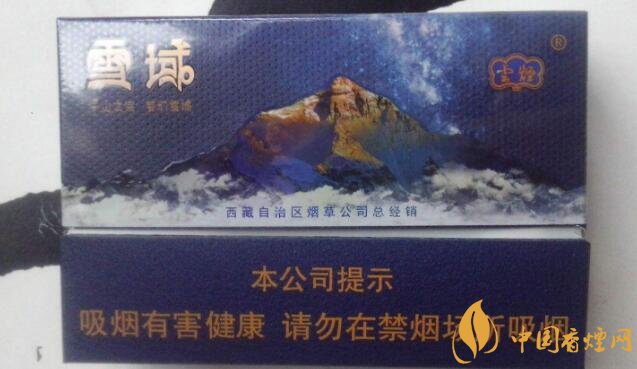 雪域
雲烟
®
西藏自治区烟草公司总经销
本公司提示
吸烟有害健康 请勿在禁烟场所吸烟
中国香烟网